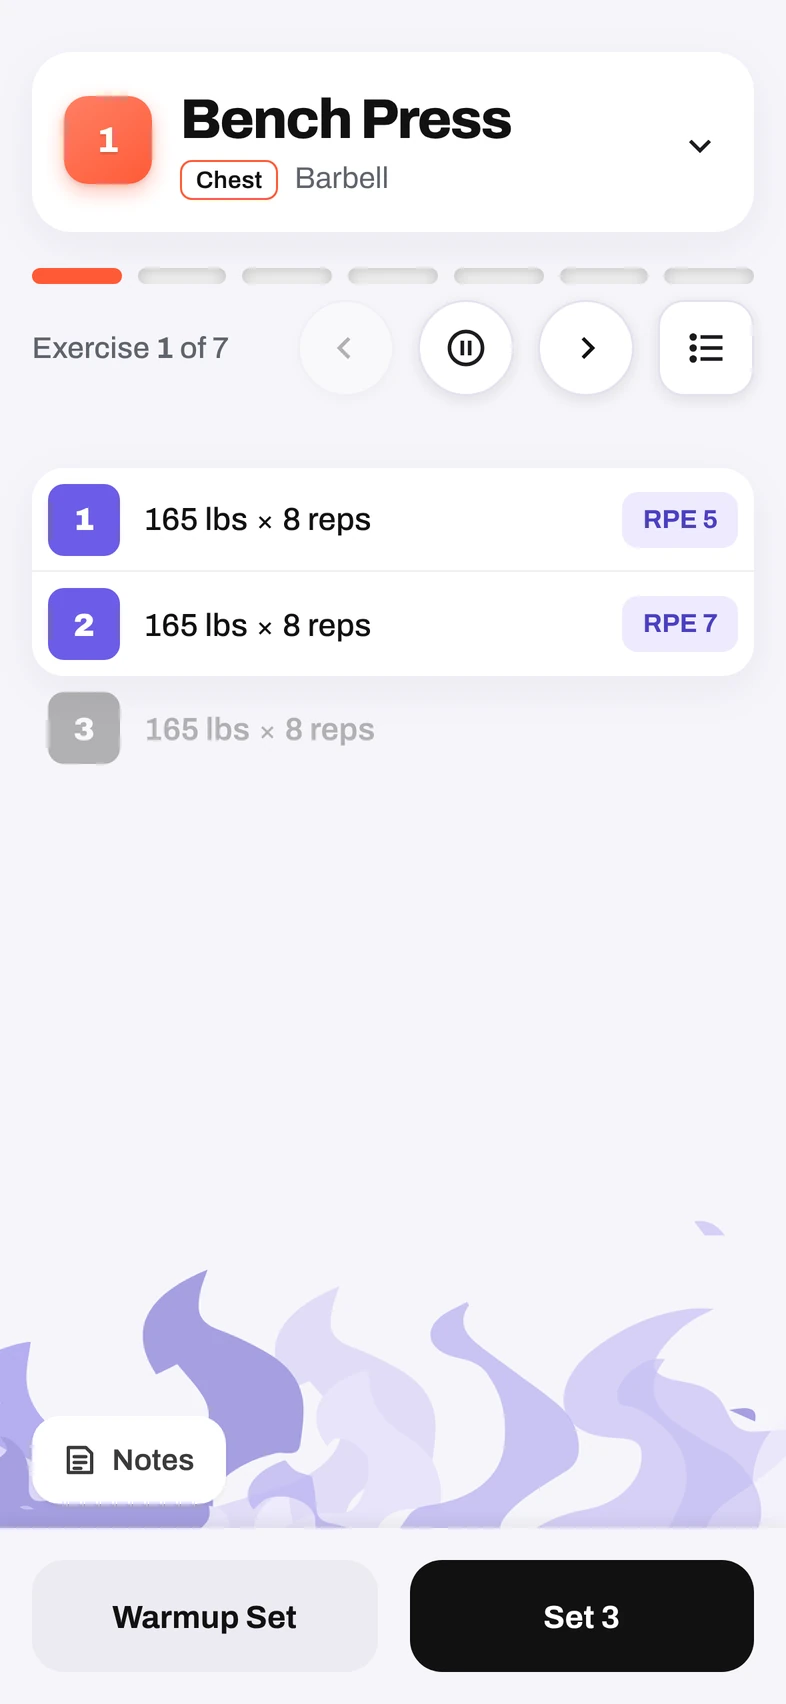 1
Bench Press
Chest Barbell
Exercise 1 of 7
1 165 lbs × 8 reps RPE 5
2 165 lbs × 8 reps RPE 7
3 165 lbs × 8 reps
Notes
Warmup Set Set 3